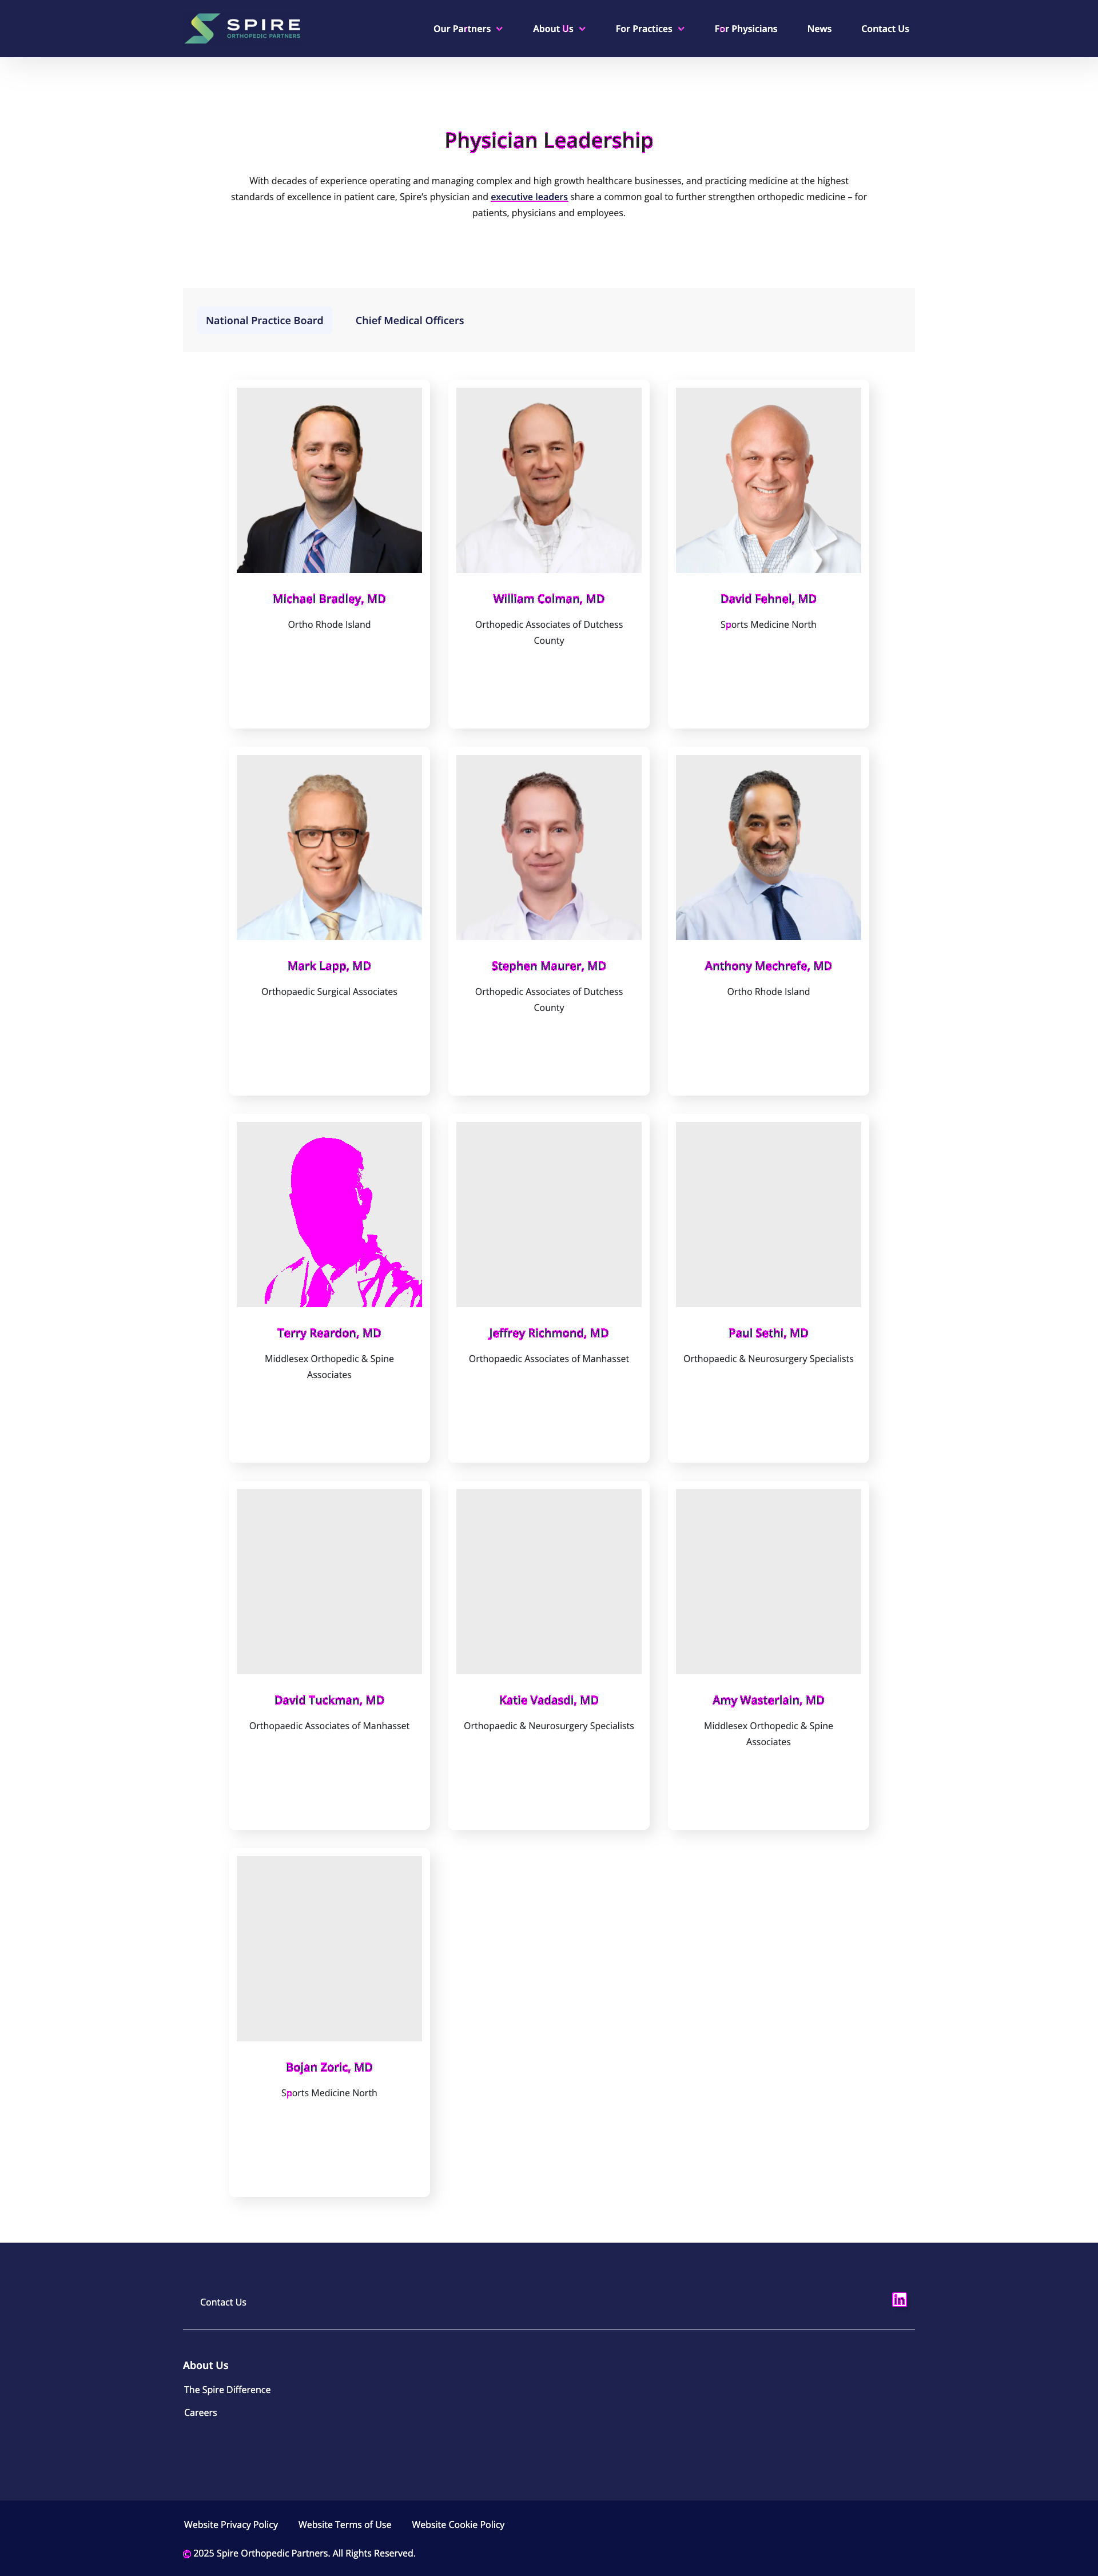 SPIRE
ORTHOPEDIC PARTNERS
Our Partners
About Us
For Practices
For Physicians
News
Contact Us
Physician Leadership
With decades of experience operating and managing complex and high growth healthcare businesses, and practicing medicine at the highest
standards of excellence in patient care, Spire’s physician and executive leaders share a common goal to further strengthen orthopedic medicine – for
patients, physicians and employees.
National Practice Board
Chief Medical Officers
Michael Bradley, MD
Ortho Rhode Island
William Colman, MD
Orthopedic Associates of Dutchess
County
David Fehnel, MD
Sports Medicine North
Mark Lapp, MD
Orthopaedic Surgical Associates
Stephen Maurer, MD
Orthopedic Associates of Dutchess
County
Anthony Mechrefe, MD
Ortho Rhode Island
Terry Reardon, MD
Middlesex Orthopedic & Spine
Associates
Jeffrey Richmond, MD
Orthopaedic Associates of Manhasset
Paul Sethi, MD
Orthopaedic & Neurosurgery Specialists
David Tuckman, MD
Orthopaedic Associates of Manhasset
Katie Vadasdi, MD
Orthopaedic & Neurosurgery Specialists
Amy Wasterlain, MD
Middlesex Orthopedic & Spine
Associates
Bojan Zoric, MD
Sports Medicine North
Contact Us
in
About Us
The Spire Difference
Careers
Website Privacy Policy
Website Terms of Use
Website Cookie Policy
© 2025 Spire Orthopedic Partners. All Rights Reserved.